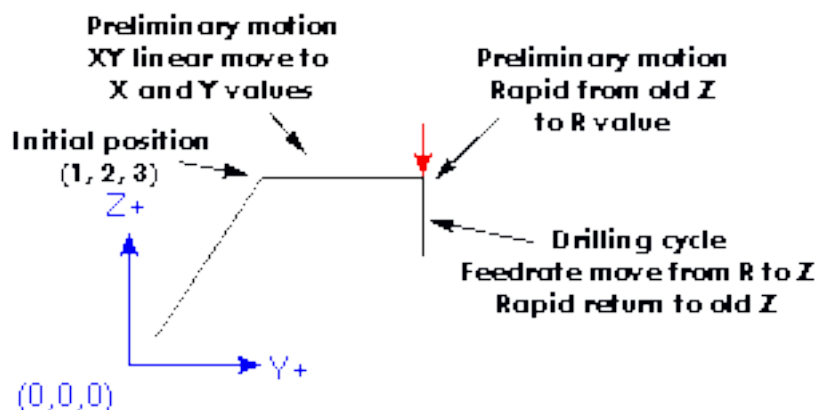 Preliminary motion
XY linear move to
X and Y values
Preliminary motion
Rapid from old Z
to R value
Initial position
(1, 2, 3)
Z+
Drilling cycle
Feedrate move from R to Z
Rapid return to old Z
Y+
(0,0,0)